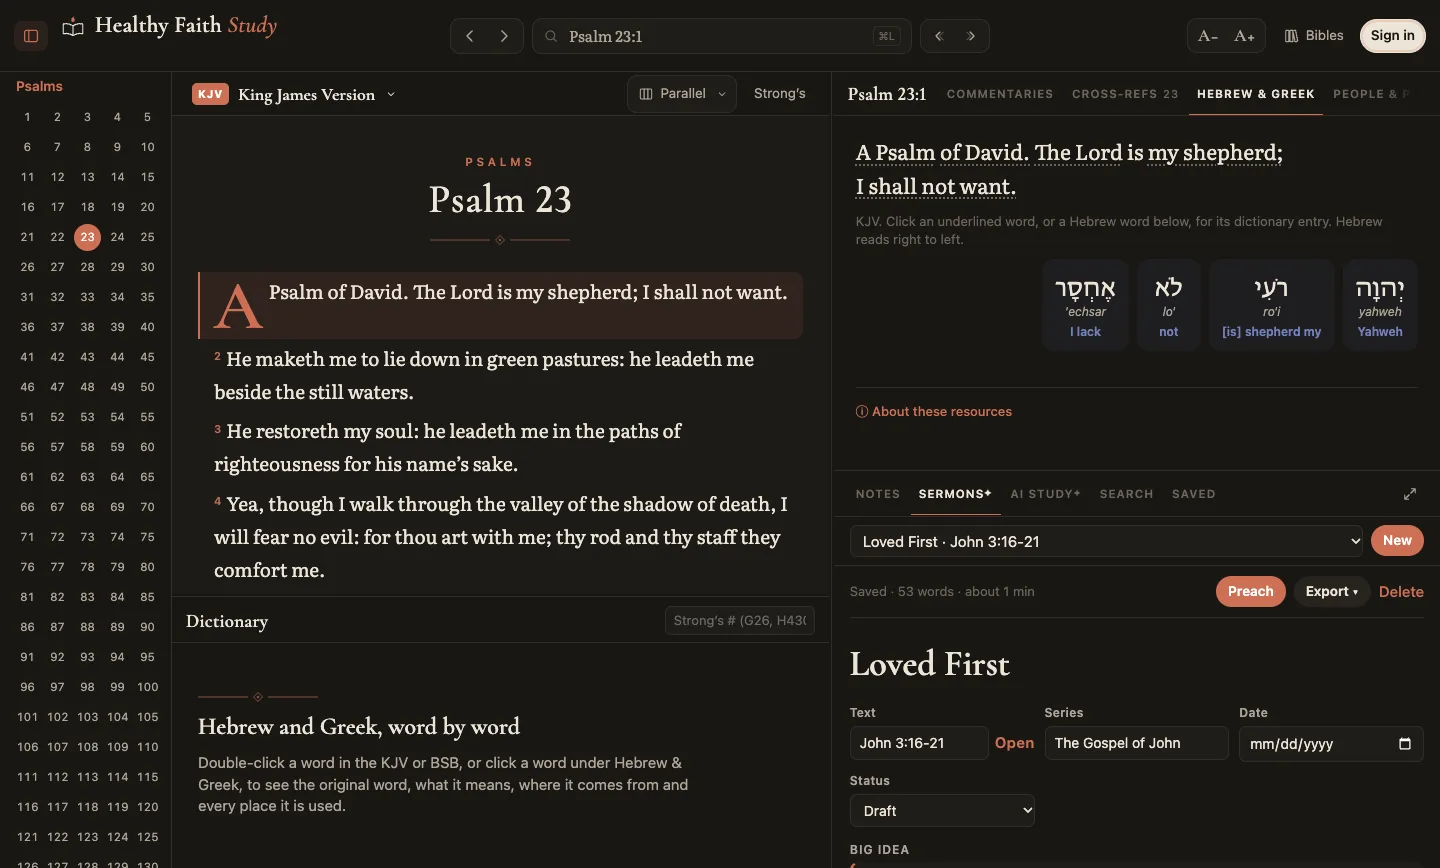 Healthy Faith Study
Psalm 23:1
⌘L
A− A+
Bibles
Sign in
Psalms
1 2 3 4 5
6 7 8 9 10
11 12 13 14 15
16 17 18 19 20
21 22 23 24 25
26 27 28 29 30
31 32 33 34 35
36 37 38 39 40
41 42 43 44 45
46 47 48 49 50
51 52 53 54 55
56 57 58 59 60
61 62 63 64 65
66 67 68 69 70
71 72 73 74 75
76 77 78 79 80
81 82 83 84 85
86 87 88 89 90
91 92 93 94 95
96 97 98 99 100
101 102 103 104 105
106 107 108 109 110
111 112 113 114 115
116 117 118 119 120
121 122 123 124 125
126 127 128 129 130
KJV King James Version
Parallel
Strong’s
PSALMS
Psalm 23
A Psalm of David. The Lord is my shepherd; I shall not want.
2 He maketh me to lie down in green pastures: he leadeth me
beside the still waters.
3 He restoreth my soul: he leadeth me in the paths of
righteousness for his name’s sake.
4 Yea, though I walk through the valley of the shadow of death, I
will fear no evil: for thou art with me; thy rod and thy staff they
comfort me.
Dictionary
Strong’s # (G26, H430
Hebrew and Greek, word by word
Double-click a word in the KJV or BSB, or click a word under Hebrew &
Greek, to see the original word, what it means, where it comes from and
every place it is used.
Psalm 23:1
COMMENTARIES
CROSS-REFS 23
HEBREW & GREEK
PEOPLE & P
A Psalm of David. The Lord is my shepherd;
I shall not want.
KJV. Click an underlined word, or a Hebrew word below, for its dictionary entry. Hebrew
reads right to left.
יְהוָה
yahweh
Yahweh
רֹעִי
ro'i
[is] shepherd my
לֹא
lo'
not
אֶחְסָר
'echsar
I lack
ⓘ About these resources
NOTES
SERMONS✦
AI STUDY✦
SEARCH
SAVED
Loved First · John 3:16-21
New
Saved · 53 words · about 1 min
Preach
Export ▾
Delete
Loved First
Text
John 3:16-21
Open
Series
The Gospel of John
Date
mm/dd/yyyy
Status
Draft
BIG IDEA